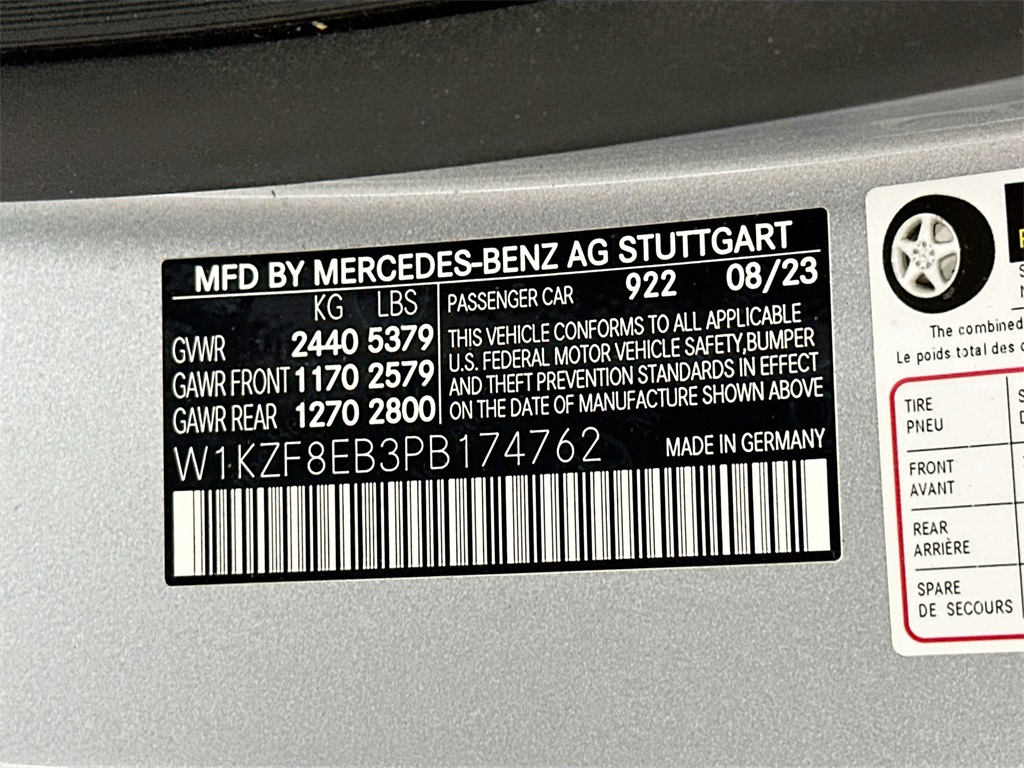 MFD BY MERCEDES-BENZ AG STUTTGART
KG LBS
GVWR 2440 5379
GAWR FRONT 1170 2579
GAWR REAR 1270 2800
PASSENGER CAR 922 08/23
THIS VEHICLE CONFORMS TO ALL APPLICABLE
U.S. FEDERAL MOTOR VEHICLE SAFETY,BUMPER
AND THEFT PREVENTION STANDARDS IN EFFECT
ON THE DATE OF MANUFACTURE SHOWN ABOVE
W1KZF8EB3PB174762
MADE IN GERMANY
The combined
Le poids total des
TIRE
PNEU
FRONT
AVANT
REAR
ARRIÈRE
SPARE
DE SECOURS